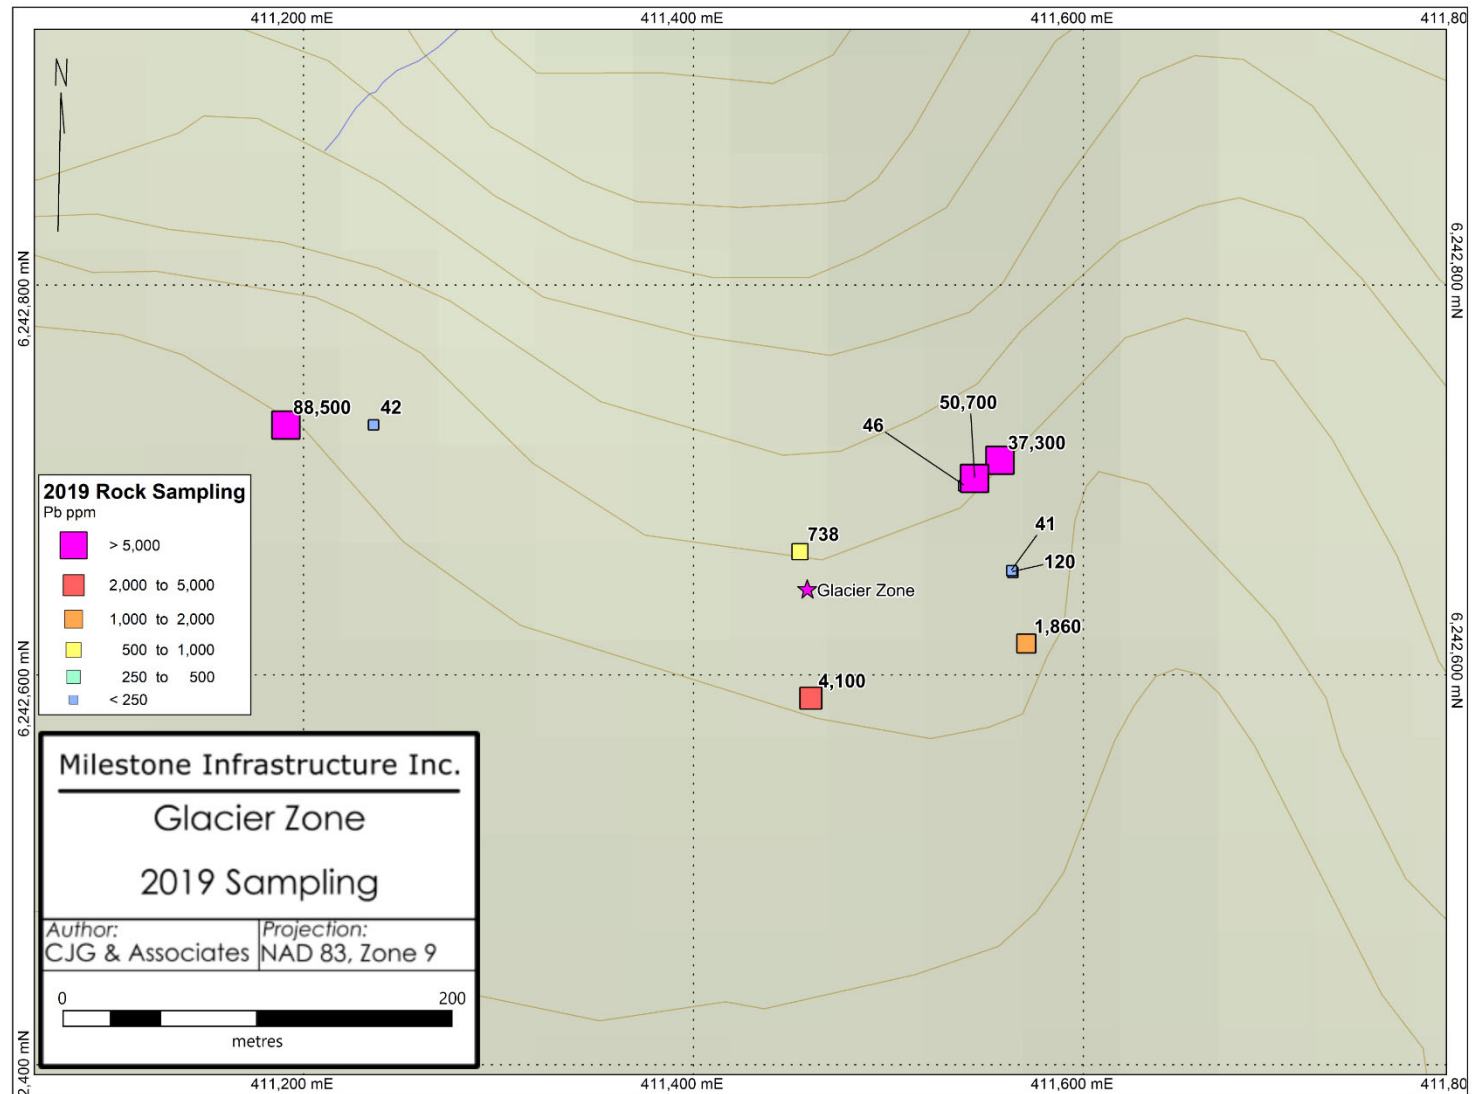 411,200 mE 411,400 mE 411,600 mE 411,80
N
6,242,800 mN 6,242,800 mN
88,500 42 50,700
46 37,300
2019 Rock Sampling
Pb ppm
> 5,000
2,000 to 5,000
1,000 to 2,000
500 to 1,000
250 to 500
< 250
738 41
120
Glacier Zone
1,860
6,242,600 mN 6,242,600 mN
4,100
Milestone Infrastructure Inc.
Glacier Zone
2019 Sampling
Author: Projection:
CJG & Associates NAD 83, Zone 9
0 200
metres
2,400 mN
411,200 mE 411,400 mE 411,600 mE 411,80